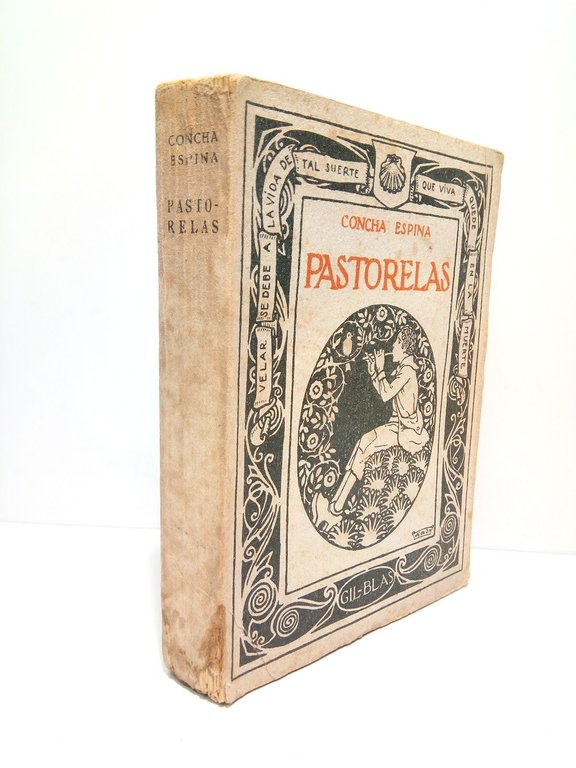 CONCHA
ESPINA
PASTO-
RELAS
VELAR SE DEBE A LA VIDA DE TAL SUERTE QUE VIVA QUEDE EN LA MUERTE
CONCHA ESPINA
PASTORELAS
GIL-BLAS